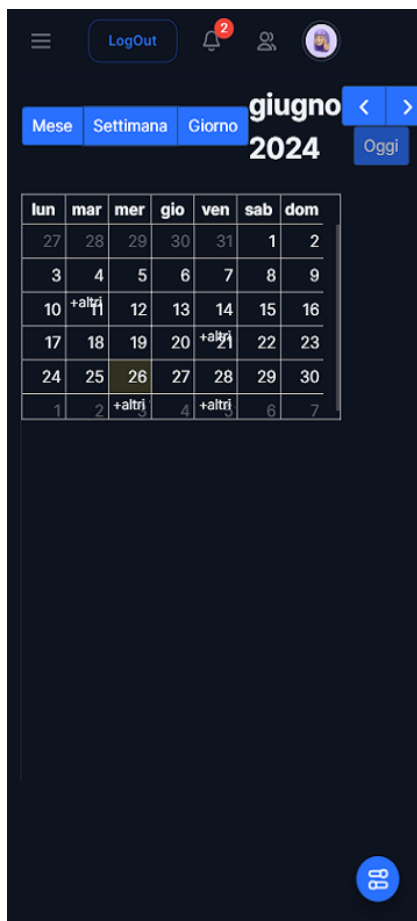 LogOut
2
Mese Settimana Giorno
giugno
2024
Oggi
lun mar mer gio ven sab dom
27 28 29 30 31 1 2
3 4 5 6 7 8 9
10 11 12 13 14 15 16
+altri
17 18 19 20 21 22 23
+altri
24 25 26 27 28 29 30
1 2 3 4 5 6 7
+altri +altri